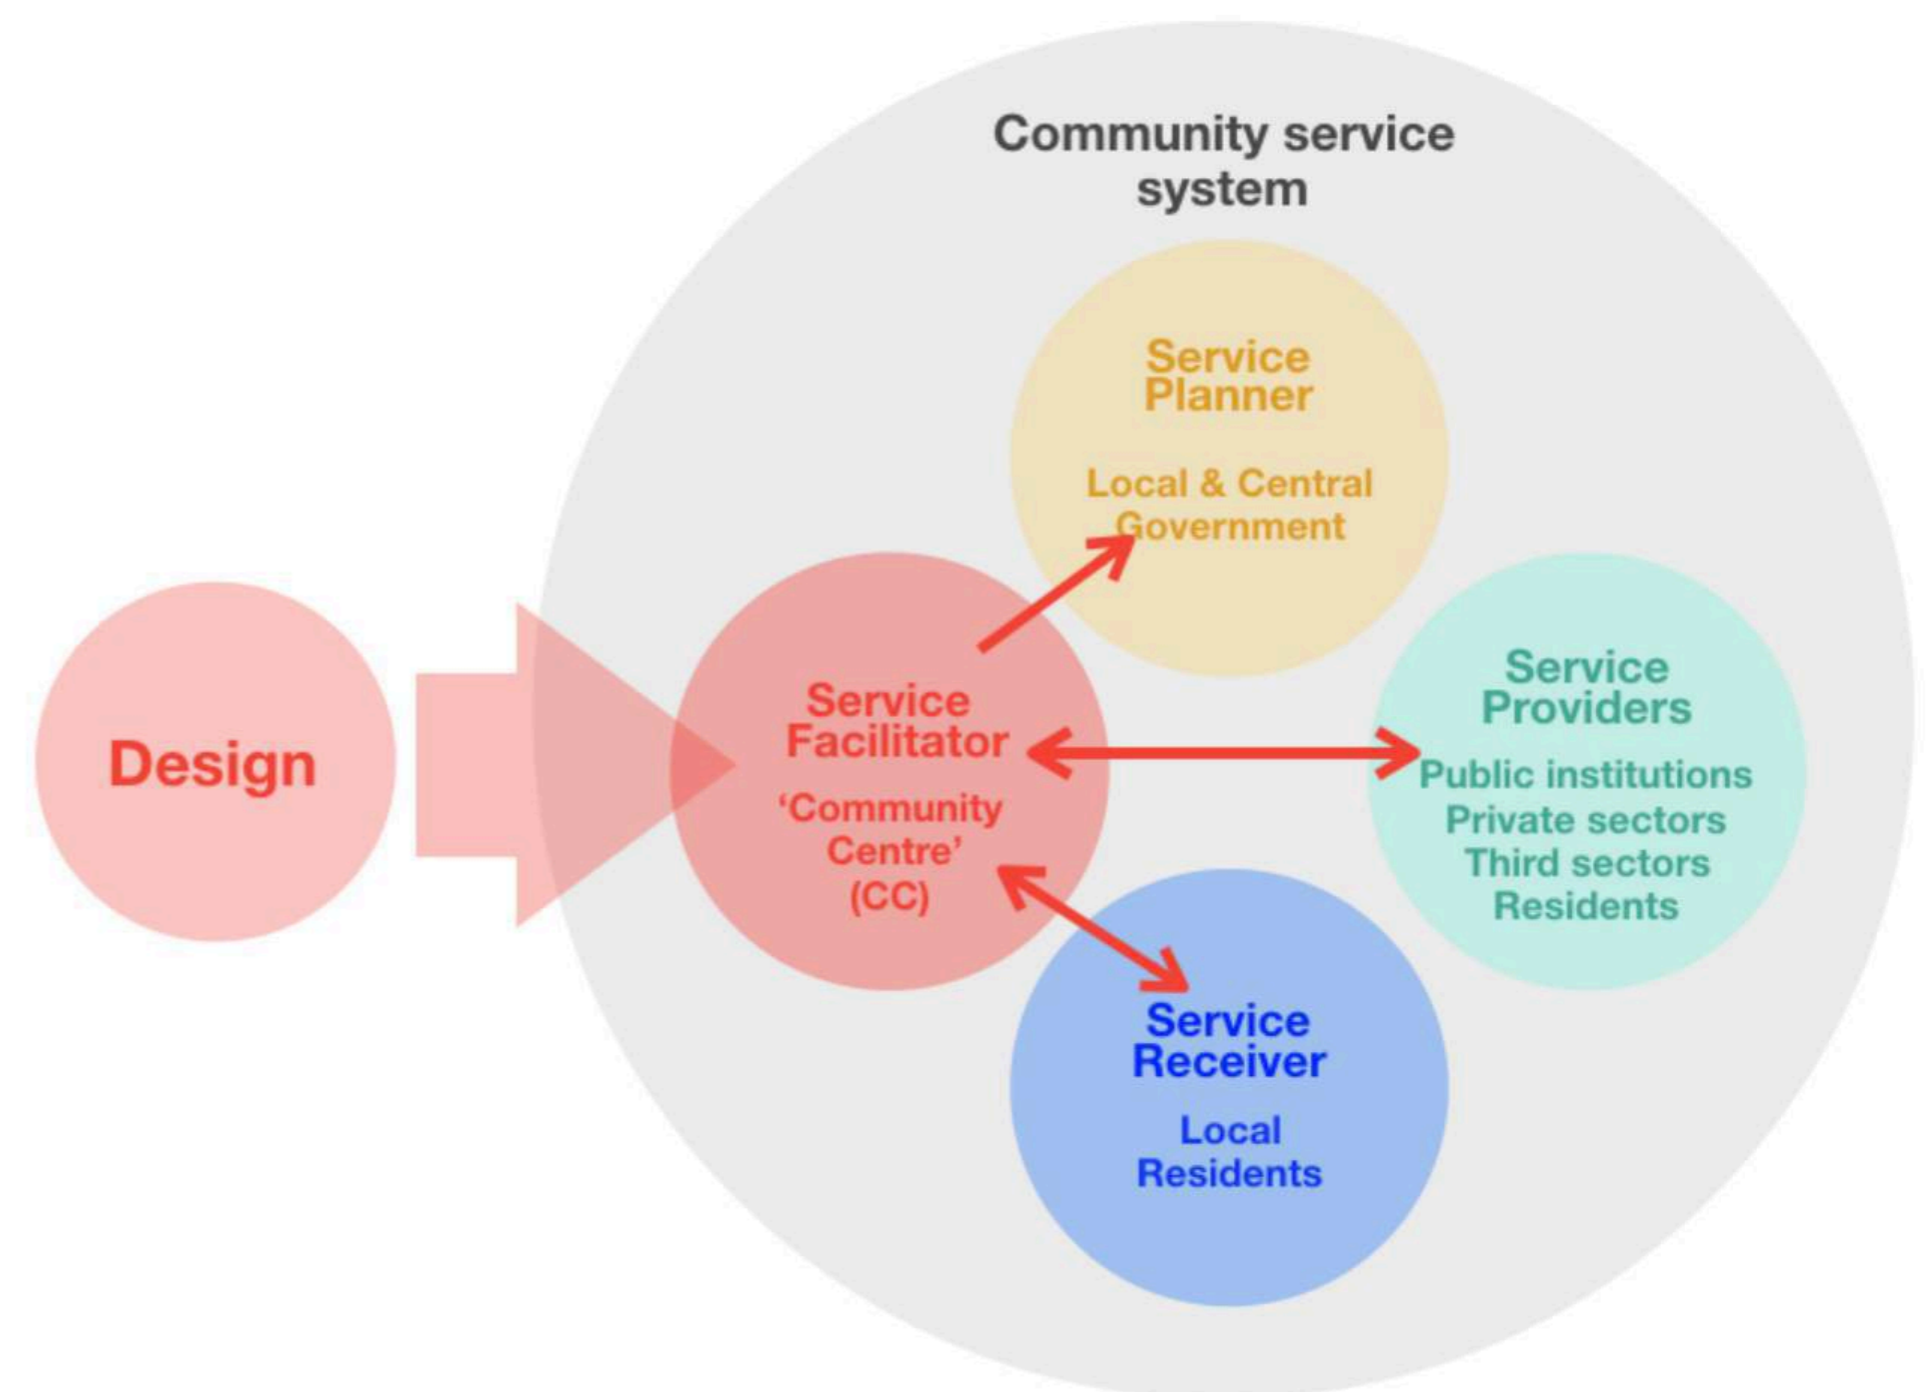 Community service
system
Service
Planner
Local & Central
Government
Design
Service
Facilitator
‘Community
Centre’
(CC)
Service
Providers
Public institutions
Private sectors
Third sectors
Residents
Service
Receiver
Local
Residents